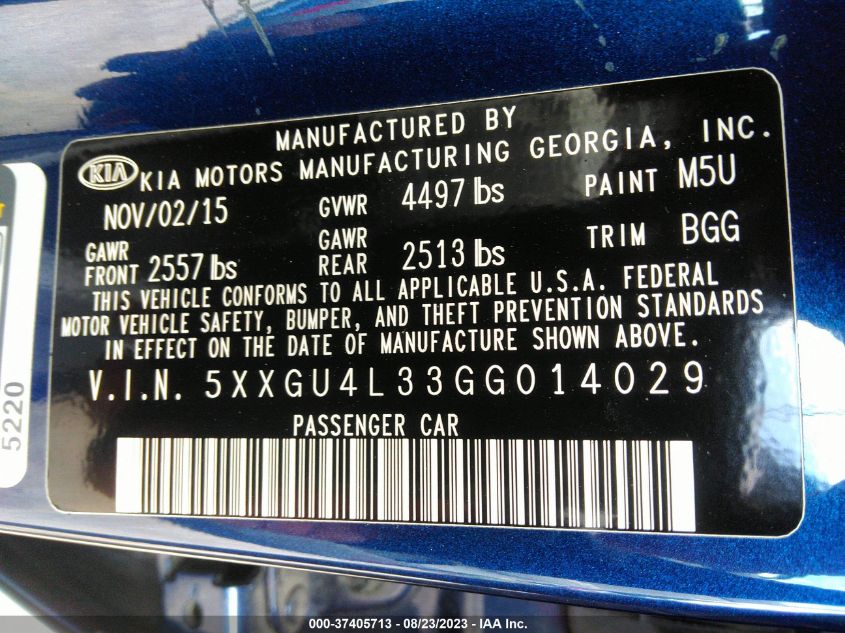 MANUFACTURED BY
KIA KIA MOTORS MANUFACTURING GEORGIA, INC.
NOV/02/15 GVWR 4497 lbs PAINT M5U
GAWR FRONT 2557 lbs GAWR REAR 2513 lbs TRIM BGG
THIS VEHICLE CONFORMS TO ALL APPLICABLE U.S.A. FEDERAL
MOTOR VEHICLE SAFETY, BUMPER, AND THEFT PREVENTION STANDARDS
IN EFFECT ON THE DATE OF MANUFACTURE SHOWN ABOVE.
V.I.N. 5XXGU4L33GG014029
PASSENGER CAR
5220
000-37405713 - 08/23/2023 - IAA Inc.